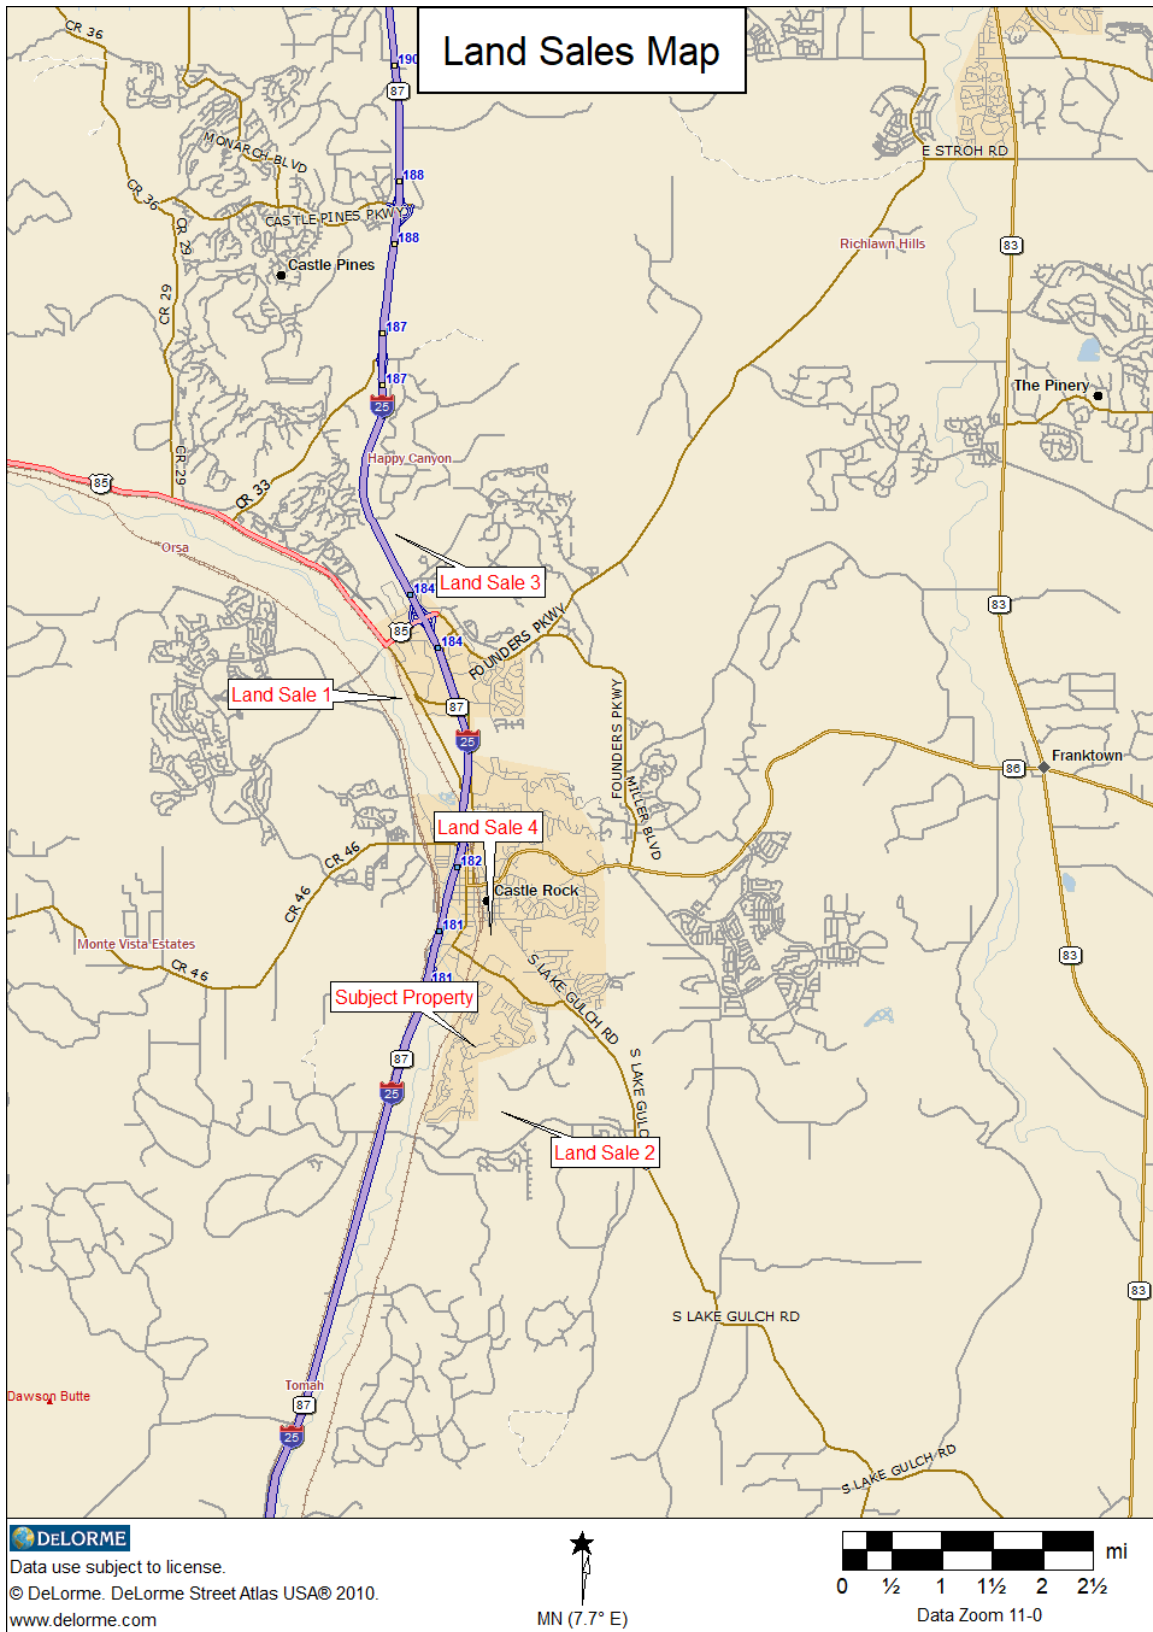 Land Sales Map
CR 36
190
87
MONARCH BLVD
E STROH RD
188
CR 36
CASTLE PINES PKWY
188
CR 29
Richlawn Hills
83
Castle Pines
CR 29
187
187
25
The Pinery
Happy Canyon
CR 29
85
CR 33
Orsa
Land Sale 3
184
83
85
FOUNDERS PKWY
184
Land Sale 1
87
FOUNDERS PKWY
25
Franktown
86
MILLER BLVD
Land Sale 4
CR 46
182
Castle Rock
CR 46
181
Monte Vista Estates
CR 46
83
181
S LAKE GULCH RD
Subject Property
87
S LAKE GULC
25
Land Sale 2
83
S LAKE GULCH RD
Tomah
Dawson Butte
87
25
S LAKE GULCH RD
DELORME
Data use subject to license.
© DeLorme. DeLorme Street Atlas USA® 2010.
www.delorme.com
MN (7.7° E)
mi
0 ½ 1 1½ 2 2½
Data Zoom 11-0